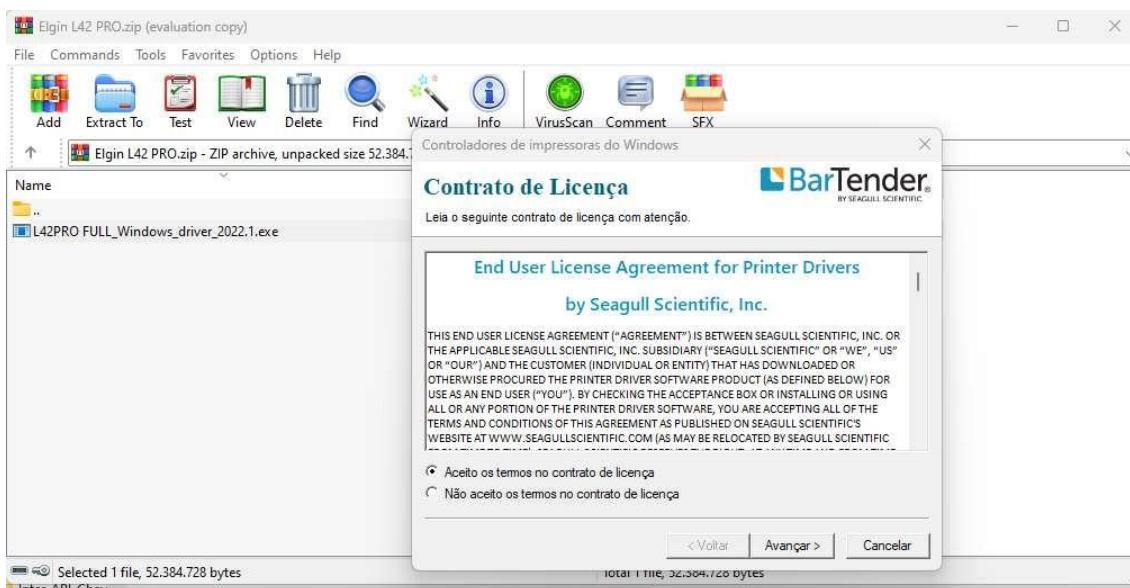 Elgin L42 PRO.zip (evaluation copy)
File Commands Tools Favorites Options Help
Add Extract To Test View Delete Find Wizard Info VirusScan Comment SFX
Elgin L42 PRO.zip - ZIP archive, unpacked size 52.384.
Name
..
L42PRO FULL_Windows_driver_2022.1.exe
Selected 1 file, 52.384.728 bytes
Total 1 file, 52.384.728 bytes
Controladores de impressoras do Windows
Contrato de Licença
BarTender®
BY SEAGULL SCIENTIFIC
Leia o seguinte contrato de licença com atenção.
End User License Agreement for Printer Drivers
by Seagull Scientific, Inc.
THIS END USER LICENSE AGREEMENT (“AGREEMENT”) IS BETWEEN SEAGULL SCIENTIFIC, INC. OR
THE APPLICABLE SEAGULL SCIENTIFIC, INC. SUBSIDIARY (“SEAGULL SCIENTIFIC” OR “WE”, “US”
OR “OUR”) AND THE CUSTOMER (INDIVIDUAL OR ENTITY) THAT HAS DOWNLOADED OR
OTHERWISE PROCURED THE PRINTER DRIVER SOFTWARE PRODUCT (AS DEFINED BELOW) FOR
USE AS AN END USER (“YOU”). BY CHECKING THE ACCEPTANCE BOX OR INSTALLING OR USING
ALL OR ANY PORTION OF THE PRINTER DRIVER SOFTWARE, YOU ARE ACCEPTING ALL OF THE
TERMS AND CONDITIONS OF THIS AGREEMENT AS PUBLISHED ON SEAGULL SCIENTIFIC’S
WEBSITE AT WWW.SEAGULLSCIENTIFIC.COM (AS MAY BE RELOCATED BY SEAGULL SCIENTIFIC
Aceito os termos no contrato de licença
Não aceito os termos no contrato de licença
< Voltar Avançar > Cancelar